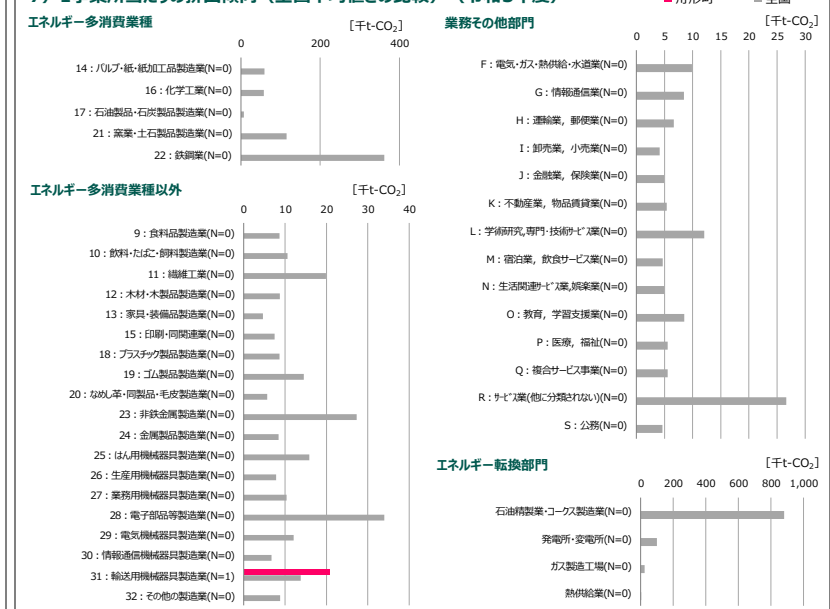 エネルギー多消費業種
[千t-CO₂]
0 200 400
14：パルプ・紙・紙加工品製造業(N=0)
16：化学工業(N=0)
17：石油製品・石炭製品製造業(N=0)
21：窯業・土石製品製造業(N=0)
22：鉄鋼業(N=0)
エネルギー多消費業種以外
[千t-CO₂]
0 10 20 30 40
9：食料品製造業(N=0)
10：飲料・たばこ・飼料製造業(N=0)
11：繊維工業(N=0)
12：木材・木製品製造業(N=0)
13：家具・装備品製造業(N=0)
15：印刷・同関連業(N=0)
18：プラスチック製品製造業(N=0)
19：ゴム製品製造業(N=0)
20：なめし革・同製品・毛皮製造業(N=0)
23：非鉄金属製造業(N=0)
24：金属製品製造業(N=0)
25：はん用機械器具製造業(N=0)
26：生産用機械器具製造業(N=0)
27：業務用機械器具製造業(N=0)
28：電子部品等製造業(N=0)
29：電気機械器具製造業(N=0)
30：情報通信機械器具製造業(N=0)
31：輸送用機械器具製造業(N=1)
32：その他の製造業(N=0)
業務その他部門
[千t-CO₂]
0 5 10 15 20 25 30
F：電気・ガス・熱供給・水道業(N=0)
G：情報通信業(N=0)
H：運輸業，郵便業(N=0)
I：卸売業，小売業(N=0)
J：金融業，保険業(N=0)
K：不動産業，物品賃貸業(N=0)
L：学術研究,専門・技術ｻｰﾋﾞｽ業(N=0)
M：宿泊業，飲食サービス業(N=0)
N：生活関連ｻｰﾋﾞｽ業,娯楽業(N=0)
O：教育，学習支援業(N=0)
P：医療，福祉(N=0)
Q：複合サービス事業(N=0)
R：ｻｰﾋﾞｽ業(他に分類されない)(N=0)
S：公務(N=0)
エネルギー転換部門
[千t-CO₂]
0 200 400 600 800 1,000
石油精製業・コークス製造業(N=0)
発電所・変電所(N=0)
ガス製造工場(N=0)
熱供給業(N=0)